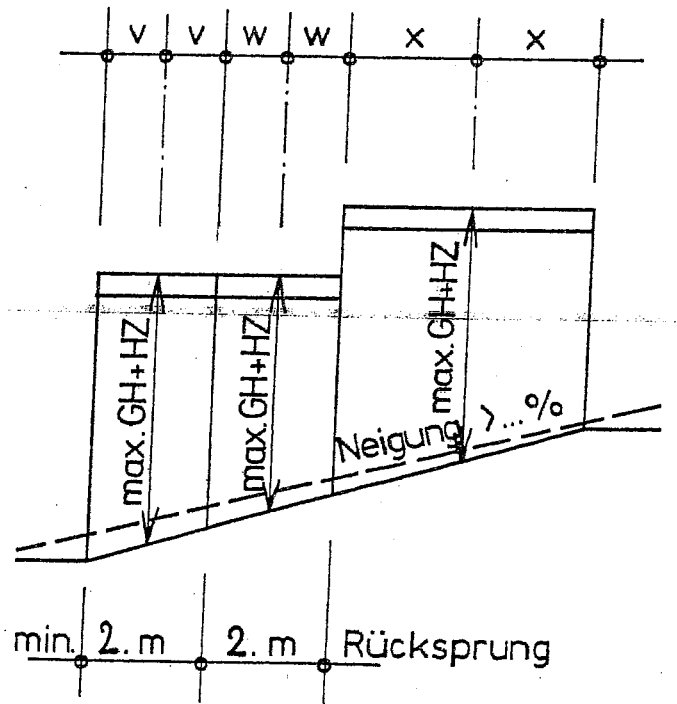 v v w w x x
max.GH+HZ
max.GH+HZ
max.GH+HZ
Neigung >...%
min. 2. m 2. m Rücksprung